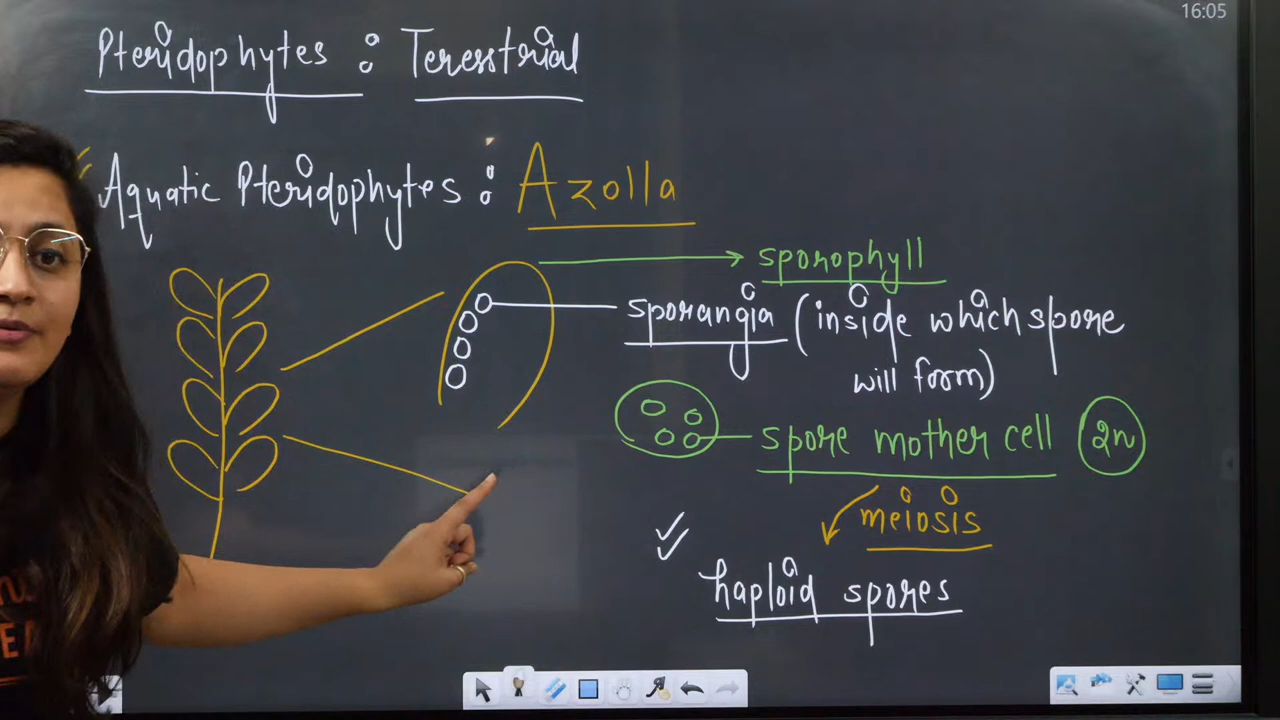 16:05
Pteridophytes : Teresstrial
Aquatic Pteridophytes : Azolla
sporophyll
sporangia (inside which spore
will form)
spore mother cell 2n
meiosis
haploid spores